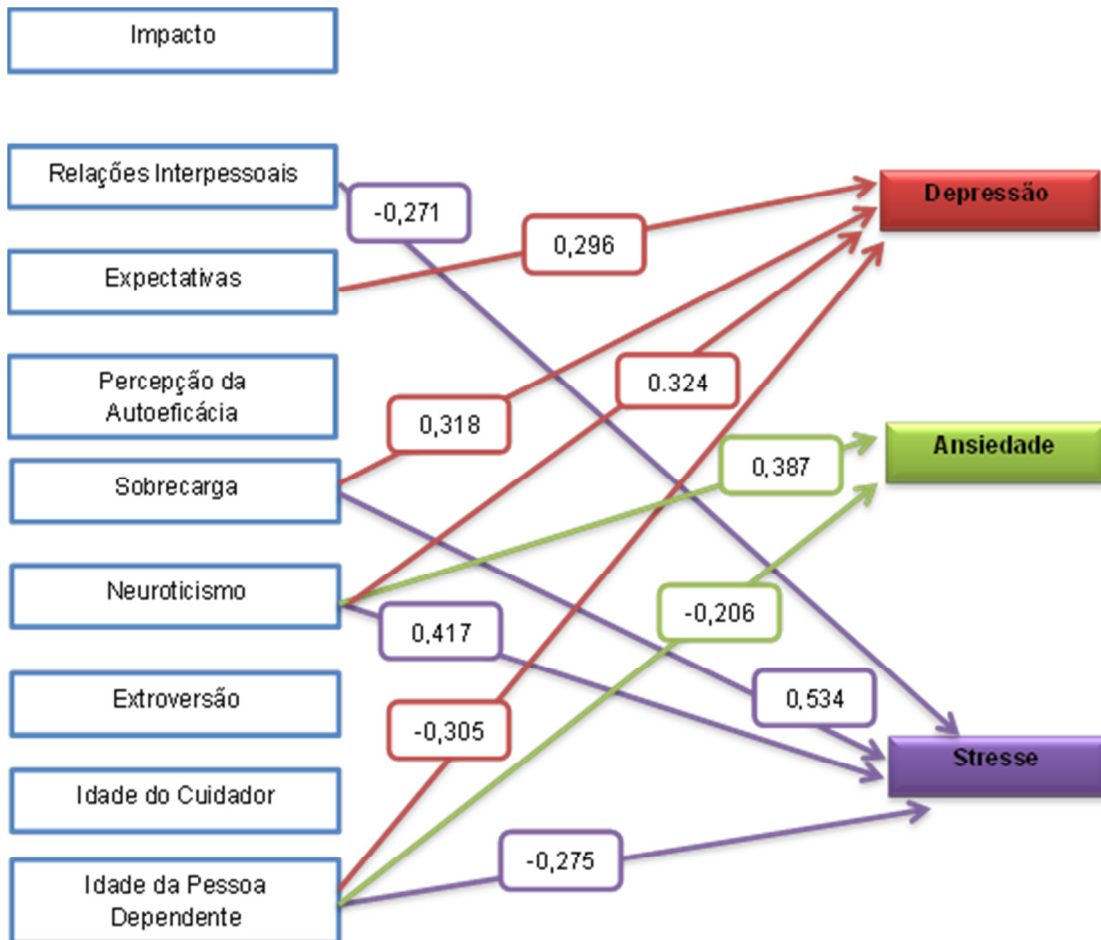 Impacto
Relações Interpessoais
-0,271
Depressão
0,296
Expectativas
Percepção da
Autoeficácia
0.324
0,318
Ansiedade
0,387
Sobrecarga
Neuroticismo
-0,206
0,417
Extroversão
0,534
-0,305
Stresse
Idade do Cuidador
-0,275
Idade da Pessoa
Dependente